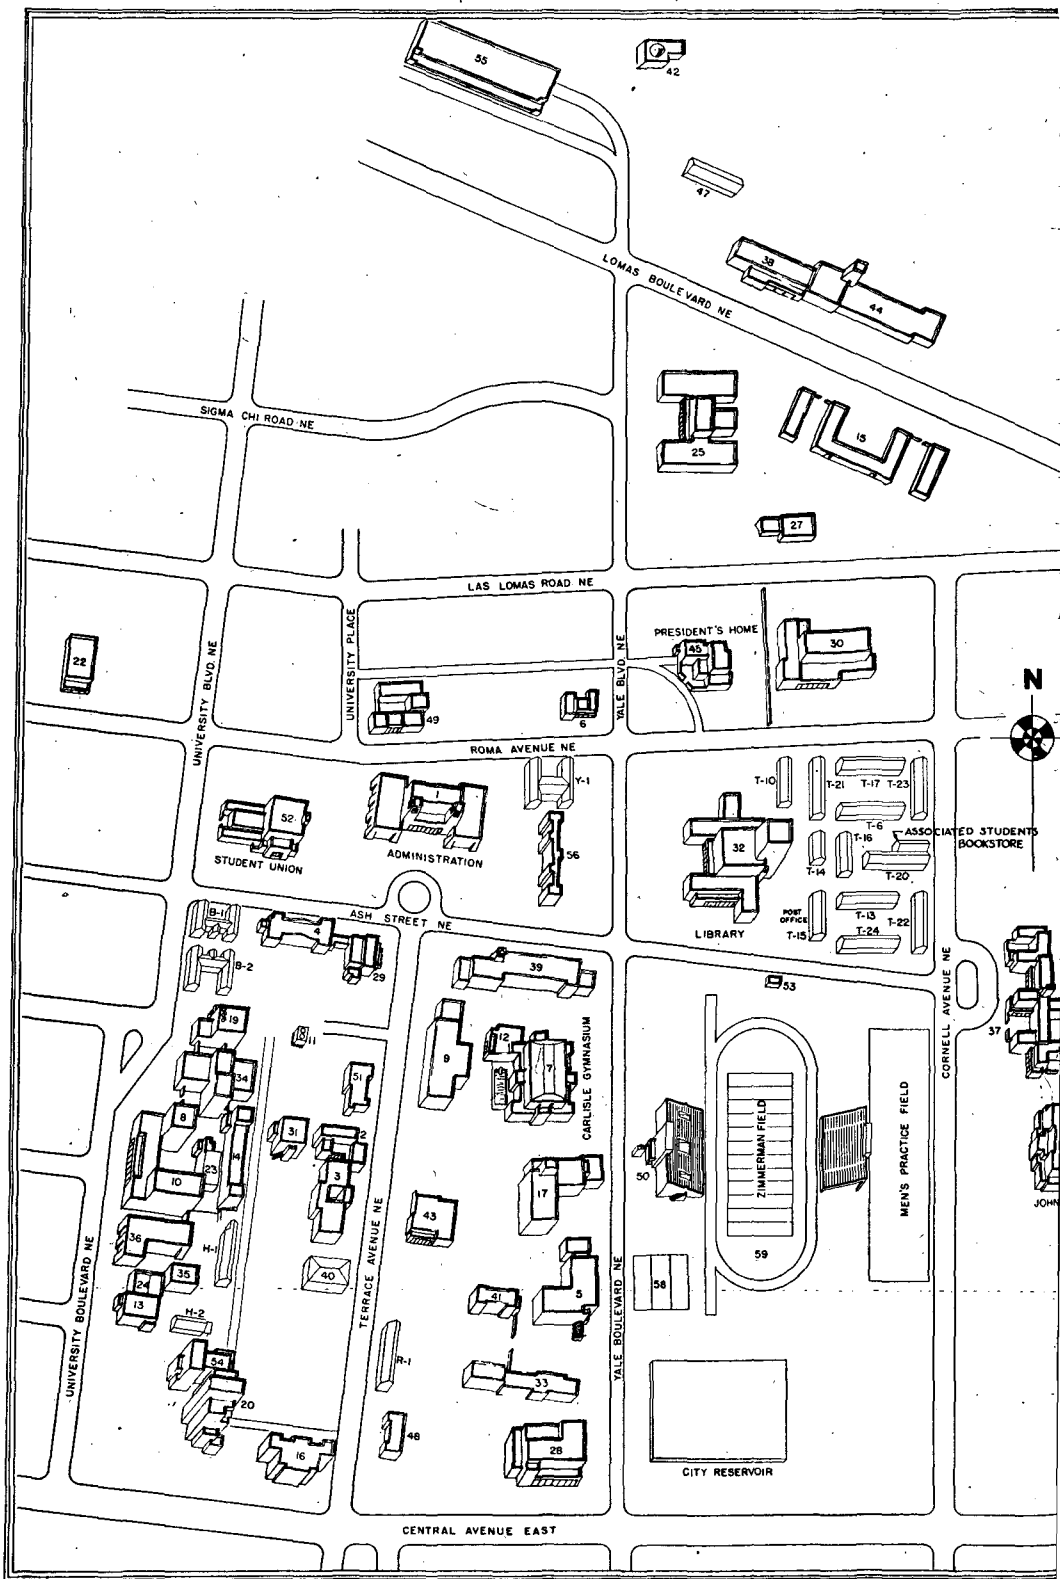 55
42
47
LOMAS BOULEVARD NE
38
44
SIGMA CHI ROAD NE
25
15
27
LAS LOMAS ROAD NE
22
UNIVERSITY BLVD. NE
UNIVERSITY PLACE
YALE BLVD. NE
PRESIDENT'S HOME
45
30
N
49
6
ROMA AVENUE NE
52
STUDENT UNION
1
ADMINISTRATION
Y-1
56
T-10
T-21
T-17
T-23
T-6
T-16
ASSOCIATED STUDENTS
BOOKSTORE
32
T-14
T-20
LIBRARY
POST
OFFICE
T-15
T-13
T-24
T-22
ASH STREET NE
B-1
B-2
4
29
39
53
CORNELL AVENUE NE
37
19
11
9
12
7
CARLISLE GYMNASIUM
34
51
8
31
2
3
14
23
10
17
43
50
ZIMMERMAN FIELD
59
MEN'S PRACTICE FIELD
JOHN
36
H-1
35
24
13
H-2
40
TERRACE AVENUE NE
41
5
58
YALE BOULEVARD NE
UNIVERSITY BOULEVARD NE
54
20
R-1
33
16
48
28
CITY RESERVOIR
CENTRAL AVENUE EAST